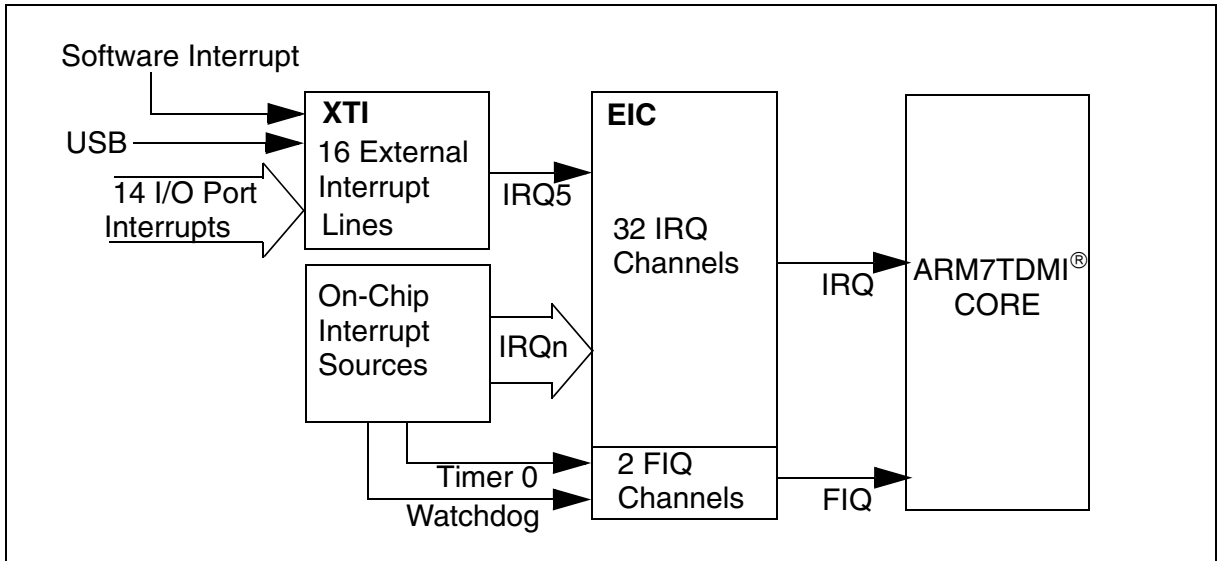 Software Interrupt
USB
14 I/O Port
Interrupts
XTI
16 External
Interrupt
Lines
IRQ5
On-Chip
Interrupt
Sources
IRQn
Timer 0
Watchdog
EIC
32 IRQ
Channels
2 FIQ
Channels
IRQ
FIQ
ARM7TDMI®
CORE